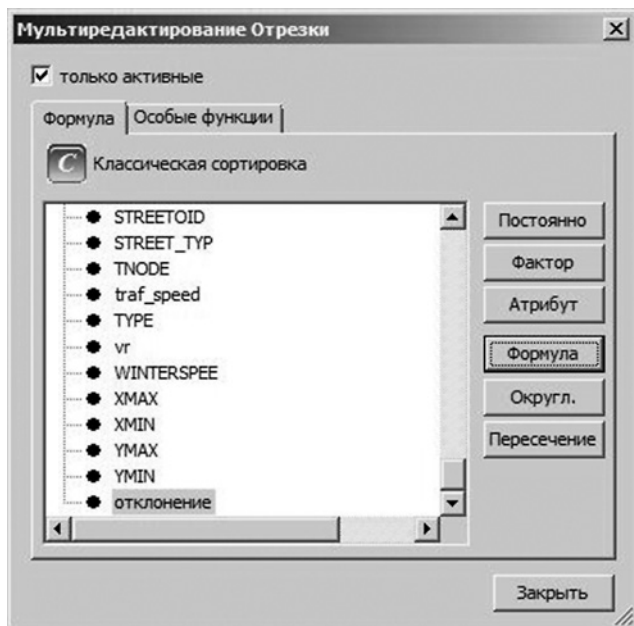 Мультиредактирование Отрезки
только активные
Формула
Особые функции
C Классическая сортировка
STREETOID
STREET_TYP
TNODE
traf_speed
TYPE
vr
WINTERSPEE
XMAX
XMIN
YMAX
YMIN
отклонение
Постоянно
Фактор
Атрибут
Формула
Округл.
Пересечение
Закрыть